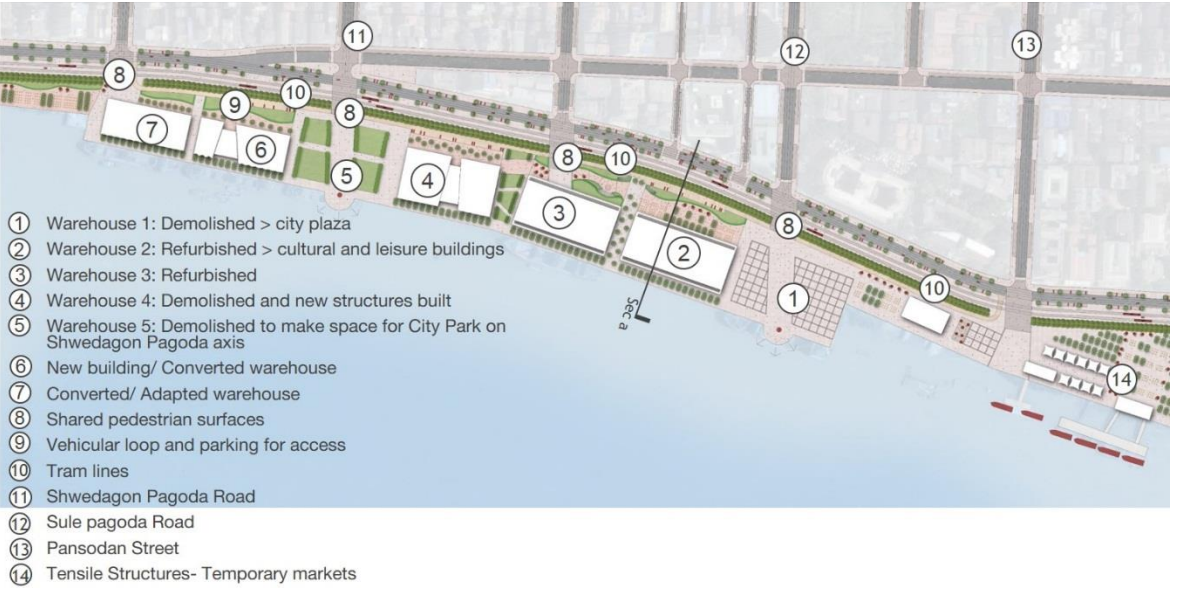 11
12
13
8
10
9
8
7
6
8
10
5
4
3
8
2
10
1
14
Sec a
1 Warehouse 1: Demolished > city plaza
2 Warehouse 2: Refurbished > cultural and leisure buildings
3 Warehouse 3: Refurbished
4 Warehouse 4: Demolished and new structures built
5 Warehouse 5: Demolished to make space for City Park on
Shwedagon Pagoda axis
6 New building/ Converted warehouse
7 Converted/ Adapted warehouse
8 Shared pedestrian surfaces
9 Vehicular loop and parking for access
10 Tram lines
11 Shwedagon Pagoda Road
12 Sule pagoda Road
13 Pansodan Street
14 Tensile Structures- Temporary markets